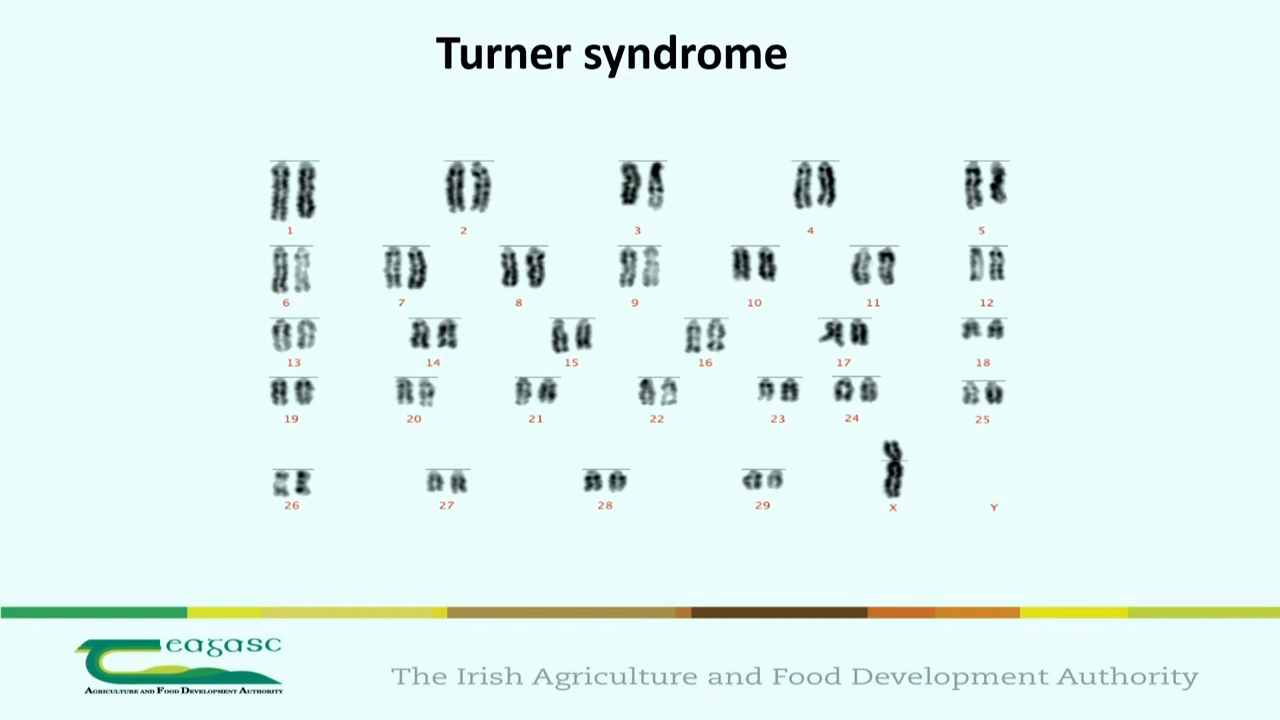 Turner syndrome
1 2 3 4 5
6 7 8 9 10 11 12
13 14 15 16 17 18
19 20 21 22 23 24 25
26 27 28 29 X Y
eagasc
AGRICULTURE AND FOOD DEVELOPMENT AUTHORITY
The Irish Agriculture and Food Development Authority